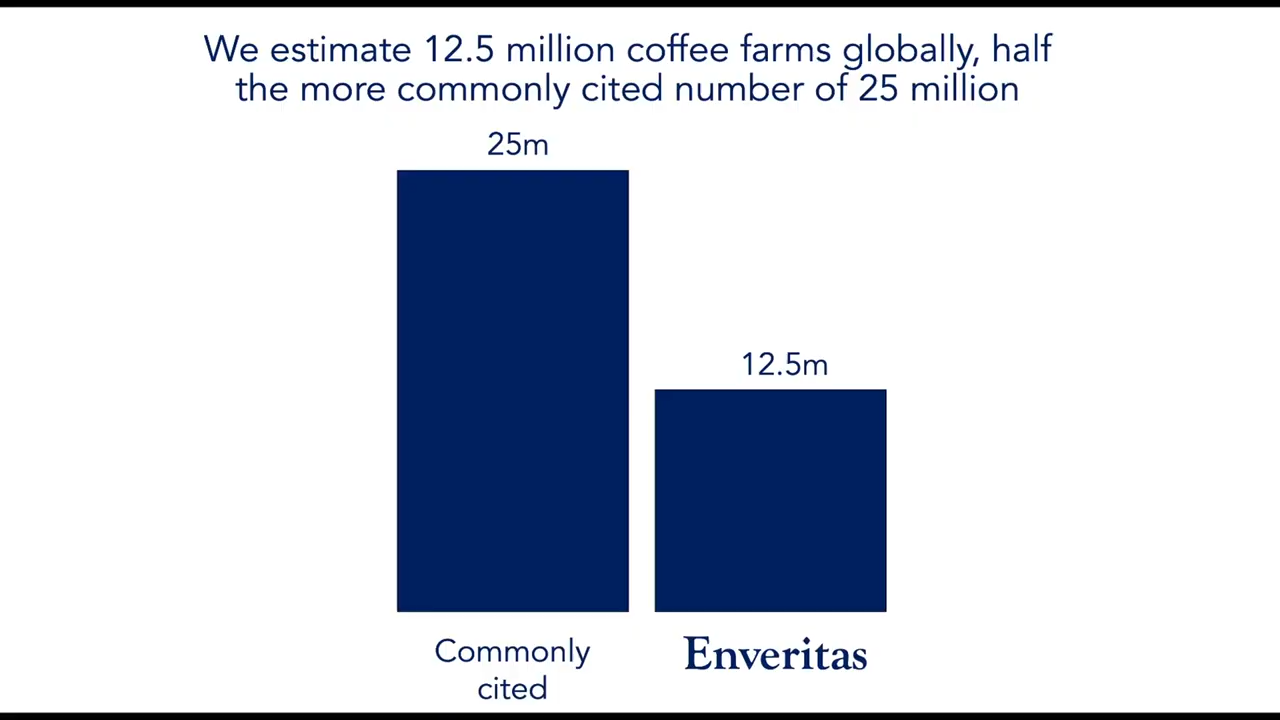 We estimate 12.5 million coffee farms globally, half
the more commonly cited number of 25 million
25m
12.5m
Commonly
cited
Enveritas